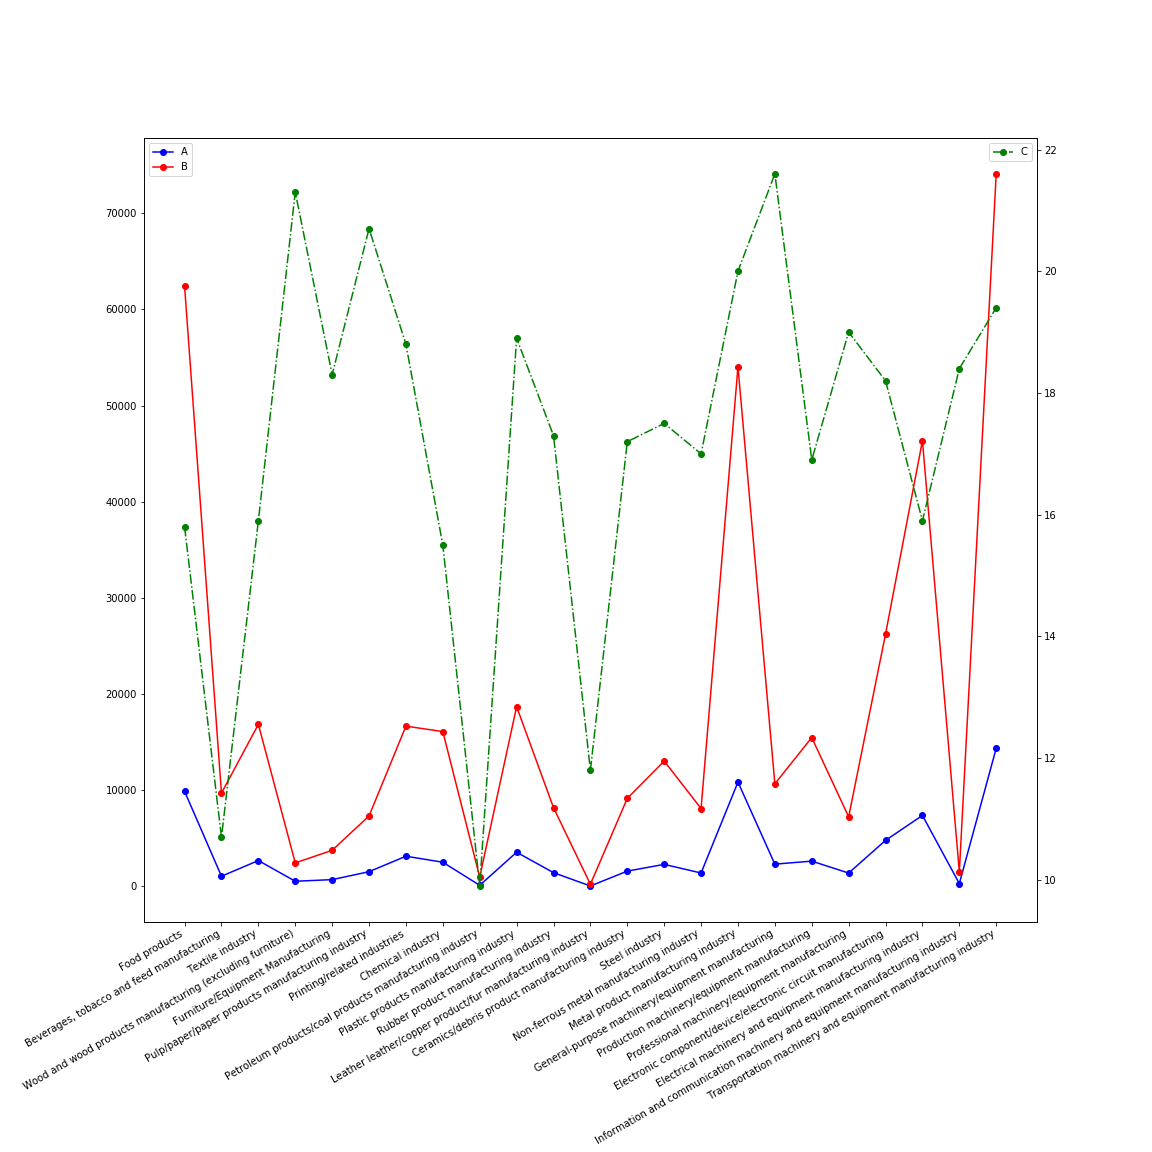 A
B
C
70000
60000
50000
40000
30000
20000
10000
0
22
20
18
16
14
12
10
Food products
Beverages, tobacco and feed manufacturing
Textile industry
Wood and wood products manufacturing (excluding furniture)
Furniture/Equipment Manufacturing
Pulp/paper/paper products manufacturing industry
Printing/related industries
Chemical industry
Petroleum products/coal products manufacturing industry
Plastic products manufacturing industry
Rubber product manufacturing industry
Leather leather/copper product/fur manufacturing industry
Ceramics/debris product manufacturing industry
Steel industry
Non-ferrous metal manufacturing industry
Metal product manufacturing industry
General-purpose machinery/equipment manufacturing
Production machinery/equipment manufacturing
Professional machinery/equipment manufacturing
Electronic component/device/electronic circuit manufacturing
Electrical machinery and equipment manufacturing industry
Information and communication machinery and equipment manufacturing industry
Transportation machinery and equipment manufacturing industry